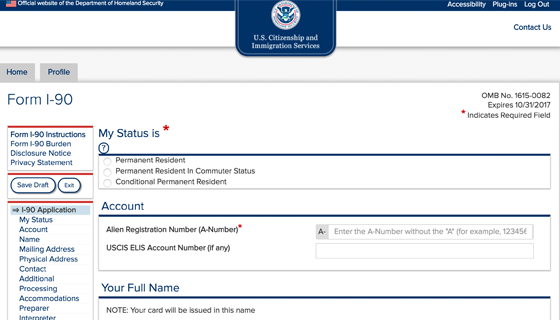 Official website of the Department of Homeland Security
Accessibility Plug-ins Log Out
U.S. Citizenship and
Immigration Services
Contact Us
Home Profile
Form I-90
OMB No. 1615-0082
Expires 10/31/2017
* Indicates Required Field
Form I-90 Instructions
Form I-90 Burden
Disclosure Notice
Privacy Statement
Save Draft Exit
⇒ I-90 Application
My Status
Account
Name
Mailing Address
Physical Address
Contact
Additional
Processing
Accommodations
Preparer
Interpreter
My Status is *
?
Permanent Resident
Permanent Resident In Commuter Status
Conditional Permanent Resident
Account
Alien Registration Number (A-Number)*
A- Enter the A-Number without the "A" (for example, 123456
USCIS ELIS Account Number (if any)
Your Full Name
NOTE: Your card will be issued in this name